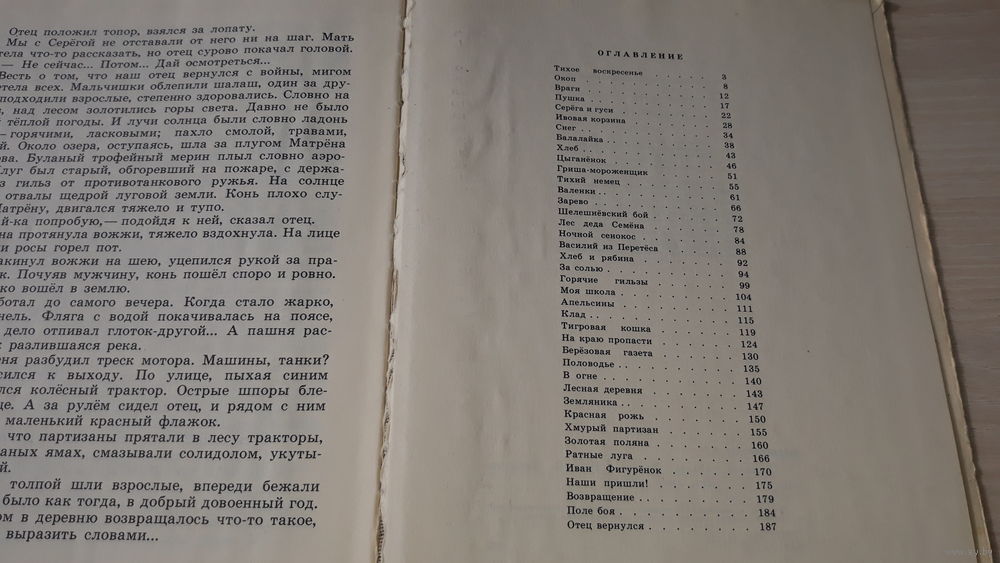 Отец положил топор, взялся за лопату.
Мы с Серёгой не отставали от него ни на шаг. Мать
тела что-то рассказать, но отец сурово покачал головой.
— Не сейчас... Потом... Дай осмотреться...
Весть о том, что наш отец вернулся с войны, мигом
тела всех. Мальчишки облепили шалаш, один за дру-
подходили взрослые, степенно здоровались. Словно на
з, над лесом золотились горы света. Давно не было
тёплой погоды. И лучи солнца были словно ладонь
— горячими, ласковыми; пахло смолой, травами,
й. Около озера, оступаясь, шла за плугом Матрёна
ова. Буланый трофейный мерин плыл словно аэро-
луг был старый, обгоревший на пожаре, с держа-
з гильз от противотанкового ружья. На солнце
отвалы щедрой луговой земли. Конь плохо слу-
Матрёну, двигался тяжело и тупо.
й-ка попробую, — подойдя к ней, сказал отец.
на протянула вожжи, тяжело вздохнула. На лице
и росы горел пот.
акинул вожжи на шею, уцепился рукой за пра-
к. Почуяв мужчину, конь пошёл споро и ровно.
ко вошёл в землю.
ботал до самого вечера. Когда стало жарко,
нель. Фляга с водой покачивалась на поясе,
дело отпивал глоток-другой... А пашня рас-
к разлившаяся река.
еня разбудил треск мотора. Машины, танки?
сился к выходу. По улице, пыхая синим
лся колёсный трактор. Острые шпоры бле-
це. А за рулём сидел отец, и рядом с ним
маленький красный флажок.
что партизаны прятали в лесу тракторы,
аных ямах, смазывали солидолом, укуты-
й.
толпой шли взрослые, впереди бежали
было как тогда, в добрый довоенный год.
ом в деревню возвращалось что-то такое,
выразить словами...
ОГЛАВЛЕНИЕ
Тихое воскресенье . . . 3
Окоп . . . 8
Враги . . . 12
Пушка . . . 17
Серёга и гуси . . . 22
Ивовая корзина . . . 28
Снег . . . 34
Балалайка . . . 38
Хлеб . . . 43
Цыганёнок . . . 46
Гриша-мороженщик . . . 51
Тихий немец . . . 55
Валенки . . . 61
Зарево . . . 66
Шелешнёвский бой . . . 72
Лес деда Семёна . . . 78
Ночной сенокос . . . 84
Василий из Перетёса . . . 88
Хлеб и рябина . . . 92
За солью . . . 94
Горячие гильзы . . . 99
Моя школа . . . 104
Апельсины . . . 111
Клад . . . 115
Тигровая кошка . . . 119
На краю пропасти . . . 124
Берёзовая газета . . . 130
Половодье . . . 135
В огне . . . 140
Лесная деревня . . . 143
Земляника . . . 147
Красная рожь . . . 150
Хмурый партизан . . . 155
Золотая поляна . . . 160
Ратные луга . . . 166
Иван Фигурёнок . . . 170
Наши пришли! . . . 175
Возвращение . . . 179
Поле боя . . . 184
Отец вернулся . . . 187